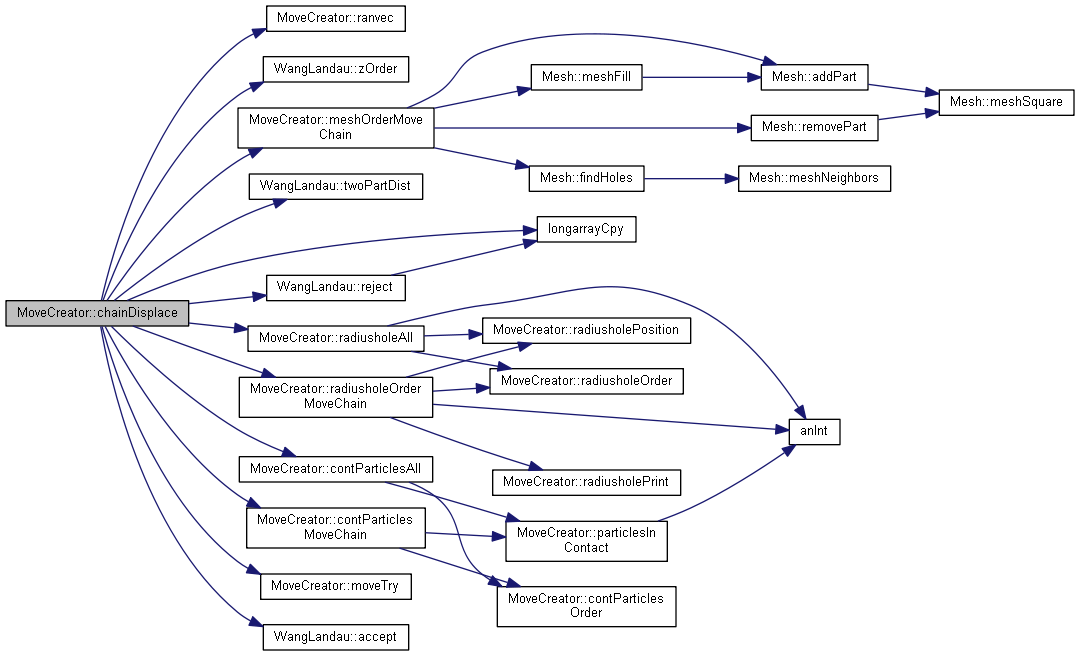 MoveCreator::ranvec
WangLandau::zOrder
MoveCreator::meshOrderMove
Chain
Mesh::meshFill
Mesh::addPart
Mesh::meshSquare
Mesh::removePart
Mesh::findHoles
Mesh::meshNeighbors
WangLandau::twoPartDist
longarrayCpy
WangLandau::reject
MoveCreator::chainDisplace
MoveCreator::radiusholeAll
MoveCreator::radiusholePosition
MoveCreator::radiusholeOrder
MoveCreator::radiusholeOrder
MoveChain
anInt
MoveCreator::contParticlesAll
MoveCreator::radiusholePrint
MoveCreator::contParticles
MoveChain
MoveCreator::particlesIn
Contact
MoveCreator::moveTry
MoveCreator::contParticles
Order
WangLandau::accept